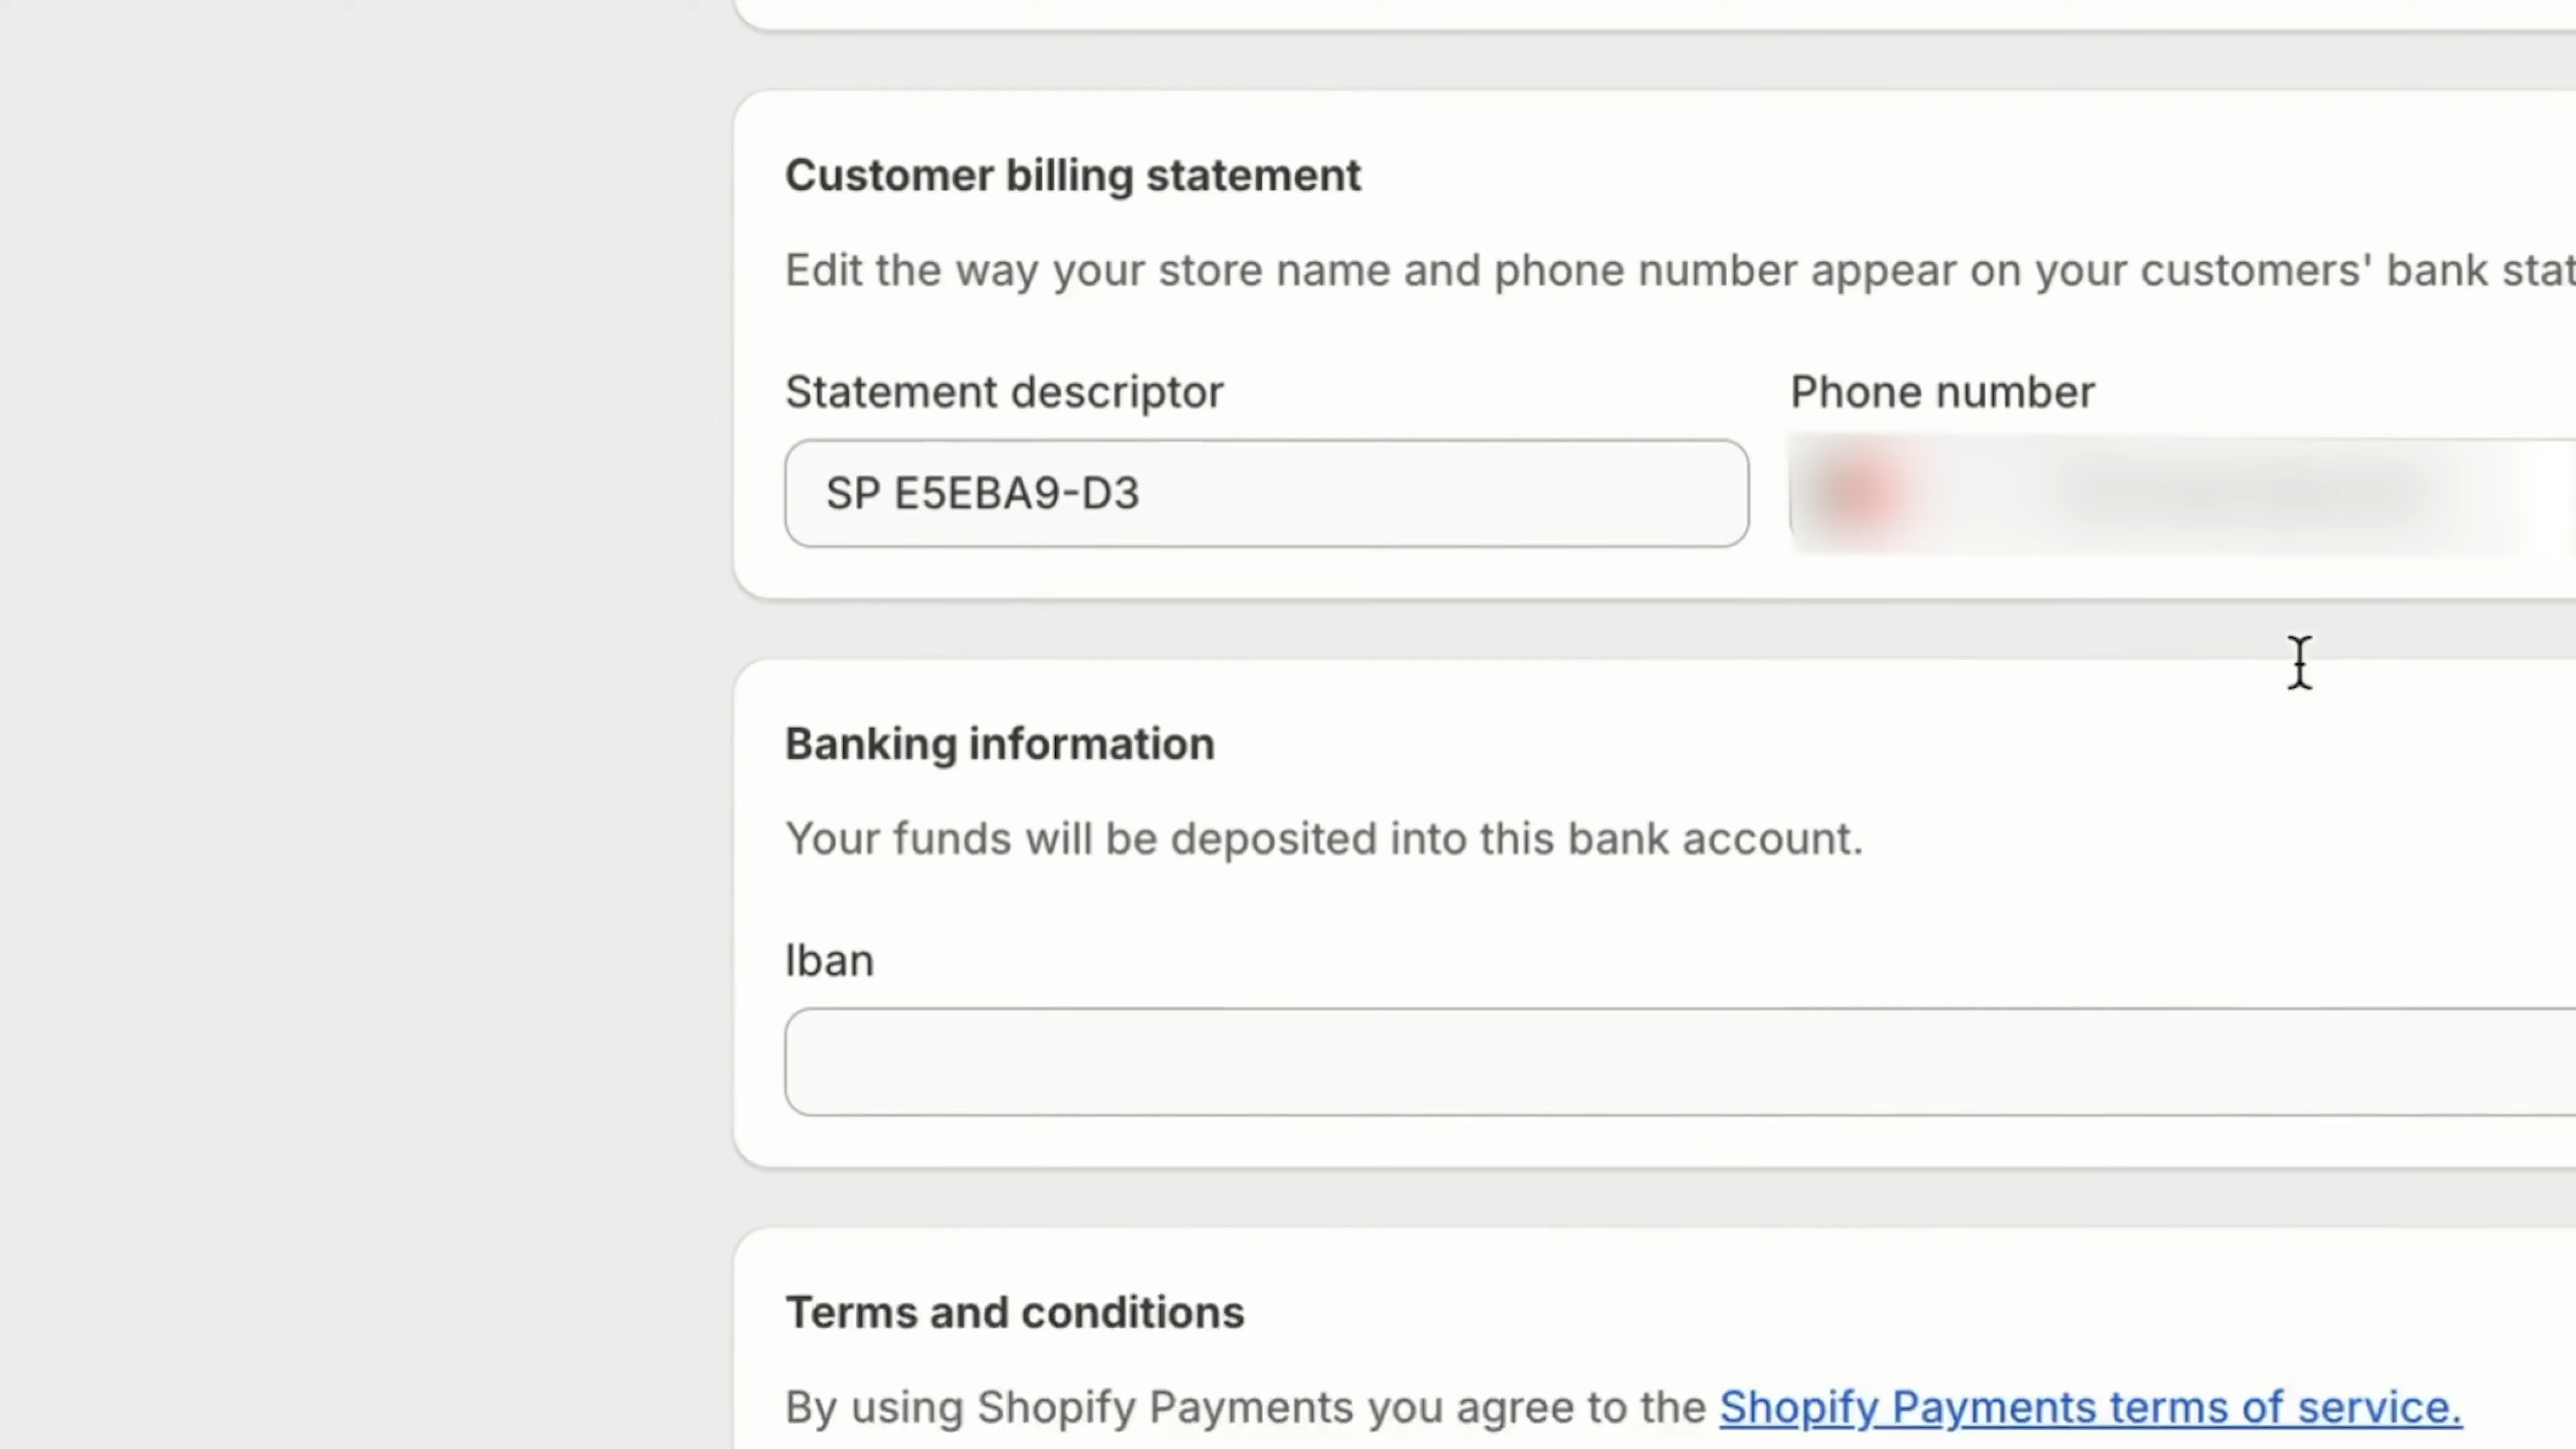 Customer billing statement
Edit the way your store name and phone number appear on your customers' bank
Statement descriptor
Phone number
SP E5EBA9-D3
Banking information
Your funds will be deposited into this bank account.
Iban
Terms and conditions
By using Shopify Payments you agree to the Shopify Payments terms of service.